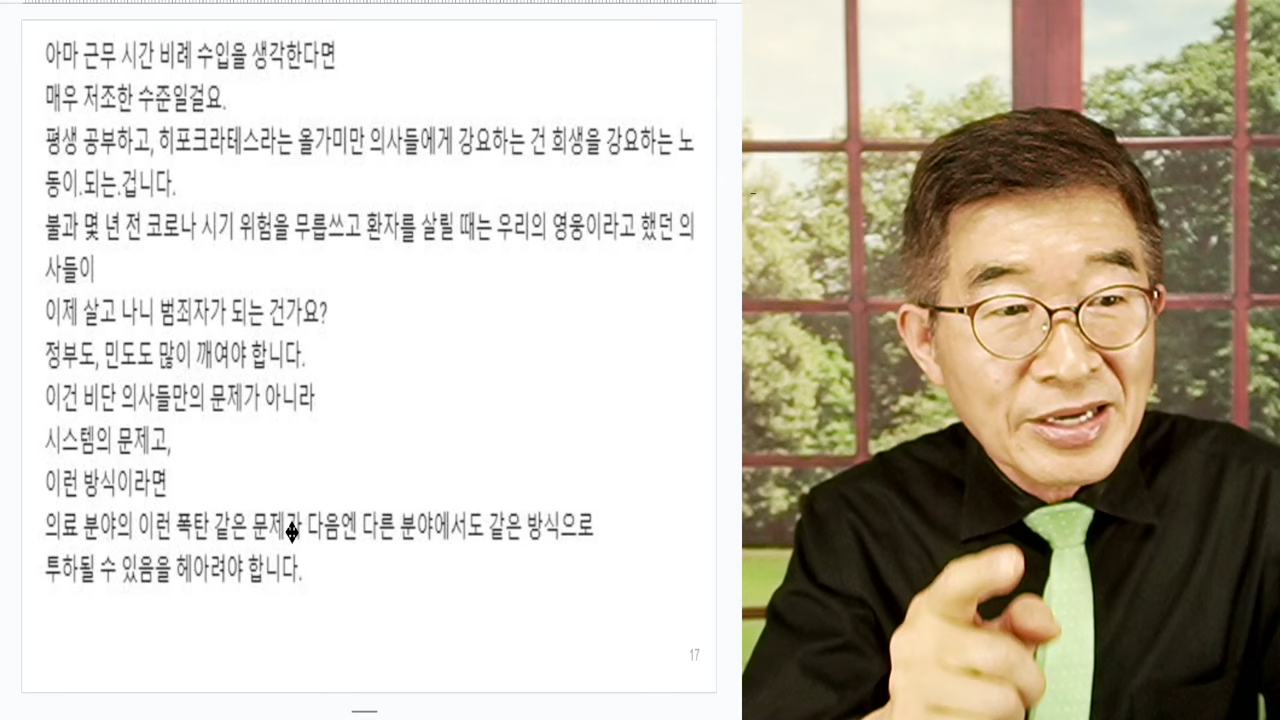 아마 근무 시간 비례 수입을 생각한다면
매우 저조한 수준일걸요.
평생 공부하고, 히포크라테스라는 올가미만 의사들에게 강요하는 건 희생을 강요하는 노
동이.되는.겁니다.
불과 몇 년 전 코로나 시기 위험을 무릅쓰고 환자를 살릴 때는 우리의 영웅이라고 했던 의
사들이
이제 살고 나니 범죄자가 되는 건가요?
정부도, 민도도 많이 깨여야 합니다.
이건 비단 의사들만의 문제가 아니라
시스템의 문제고,
이런 방식이라면
의료 분야의 이런 폭탄 같은 문제가 다음엔 다른 분야에서도 같은 방식으로
투하될 수 있음을 헤아려야 합니다.
17